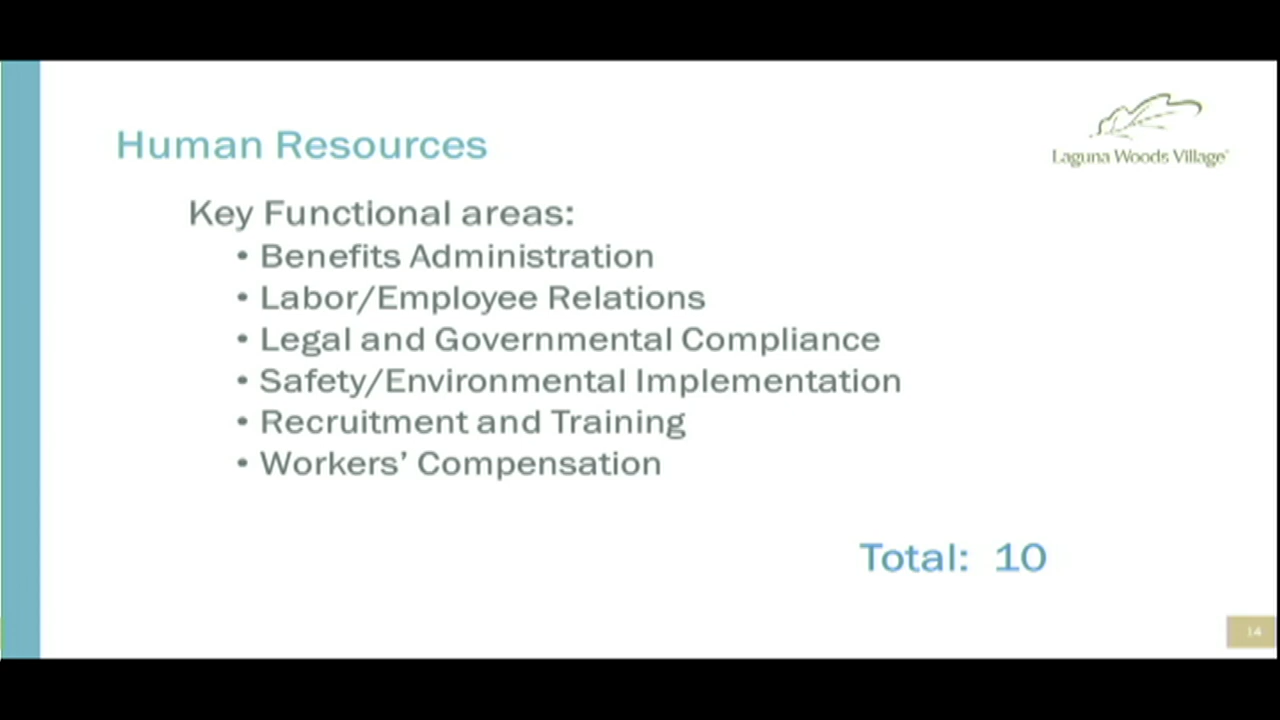 Human Resources
Laguna Woods Village
Key Functional areas:
• Benefits Administration
• Labor/Employee Relations
• Legal and Governmental Compliance
• Safety/Environmental Implementation
• Recruitment and Training
• Workers’ Compensation
Total: 10
14